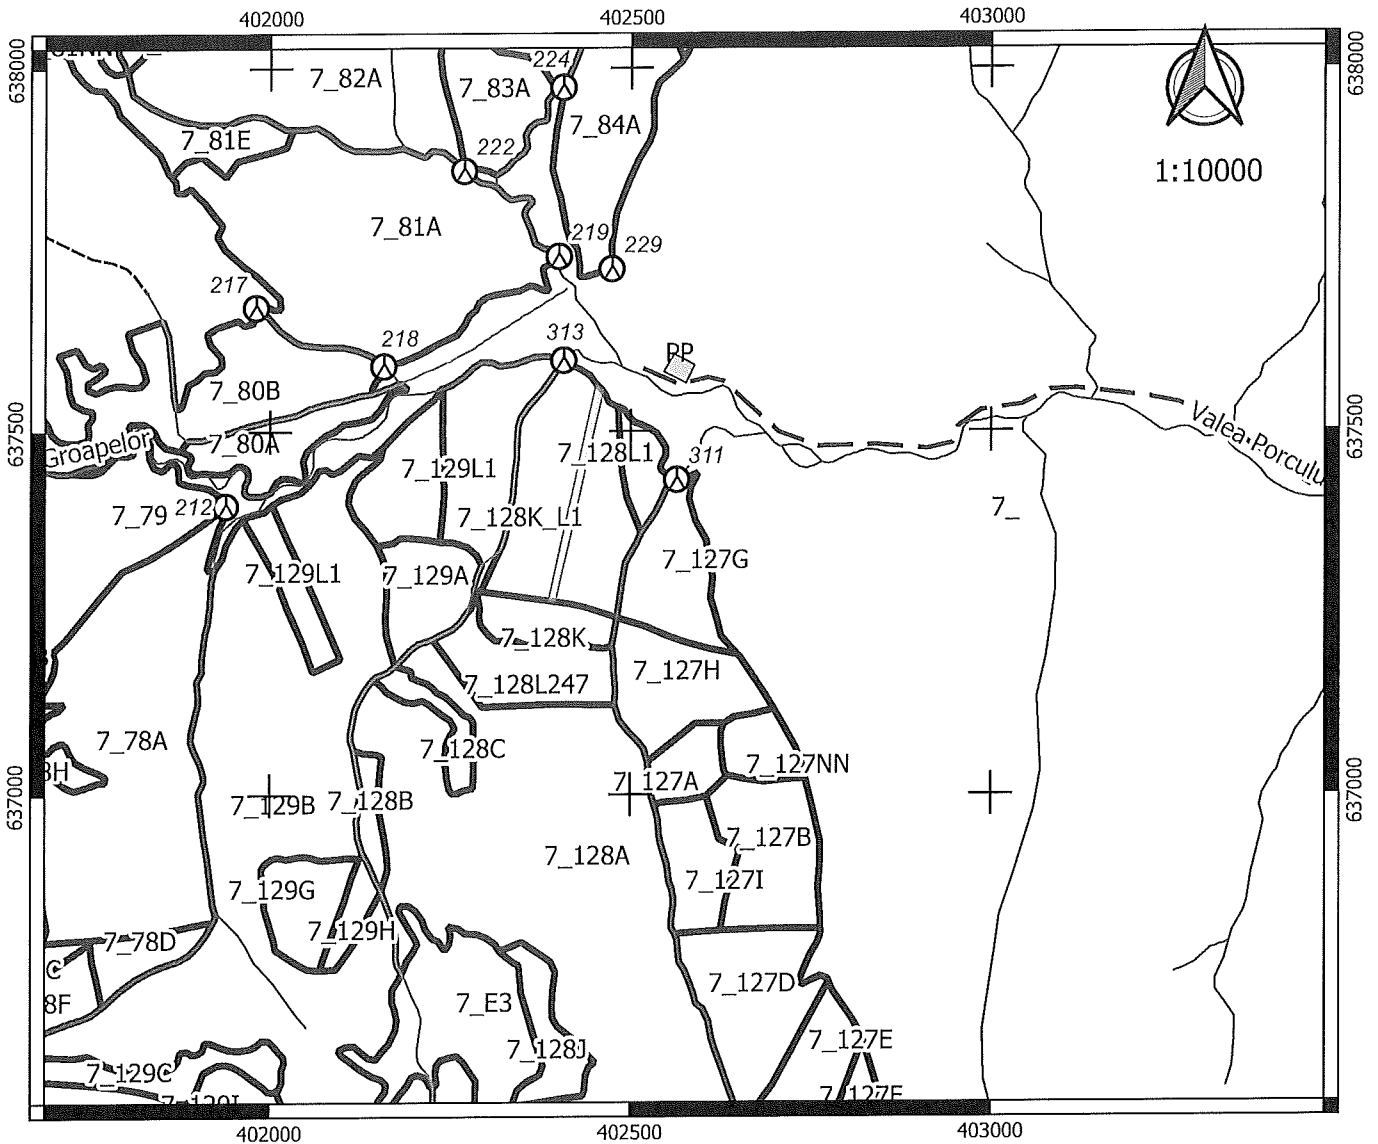 402000
402500
403000
638000
638000
7_82A
7_83A
224
7_84A
7_81E
222
1:10000
7_81A
219
229
217
218
313
PP
7_80B
637500
637500
Groapelor
7_80A
Valea Porcului
7_129L1
7_128L1
311
7_79
212
7_128K_L1
7_
7_129L1
7_129A
7_127G
7_128K
7_127H
7_128L247
7_78A
7_128C
7_127NN
7_127A
637000
637000
7_129B
7_128B
7_127B
7_128A
7_127I
7_129G
7_129H
7_78D
7_127D
8F
7_E3
7_127E
7_128J
7_129C
402000
402500
403000